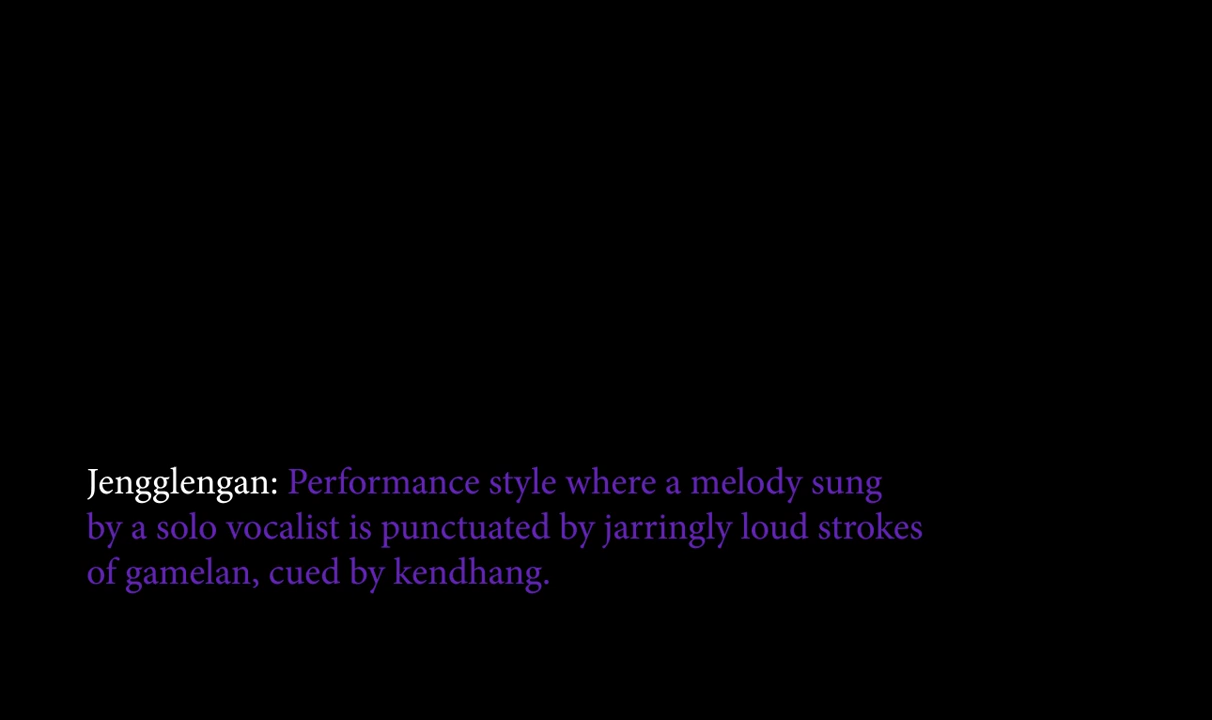 Jengglengan: Performance style where a melody sung
by a solo vocalist is punctuated by jarringly loud strokes
of gamelan, cued by kendhang.